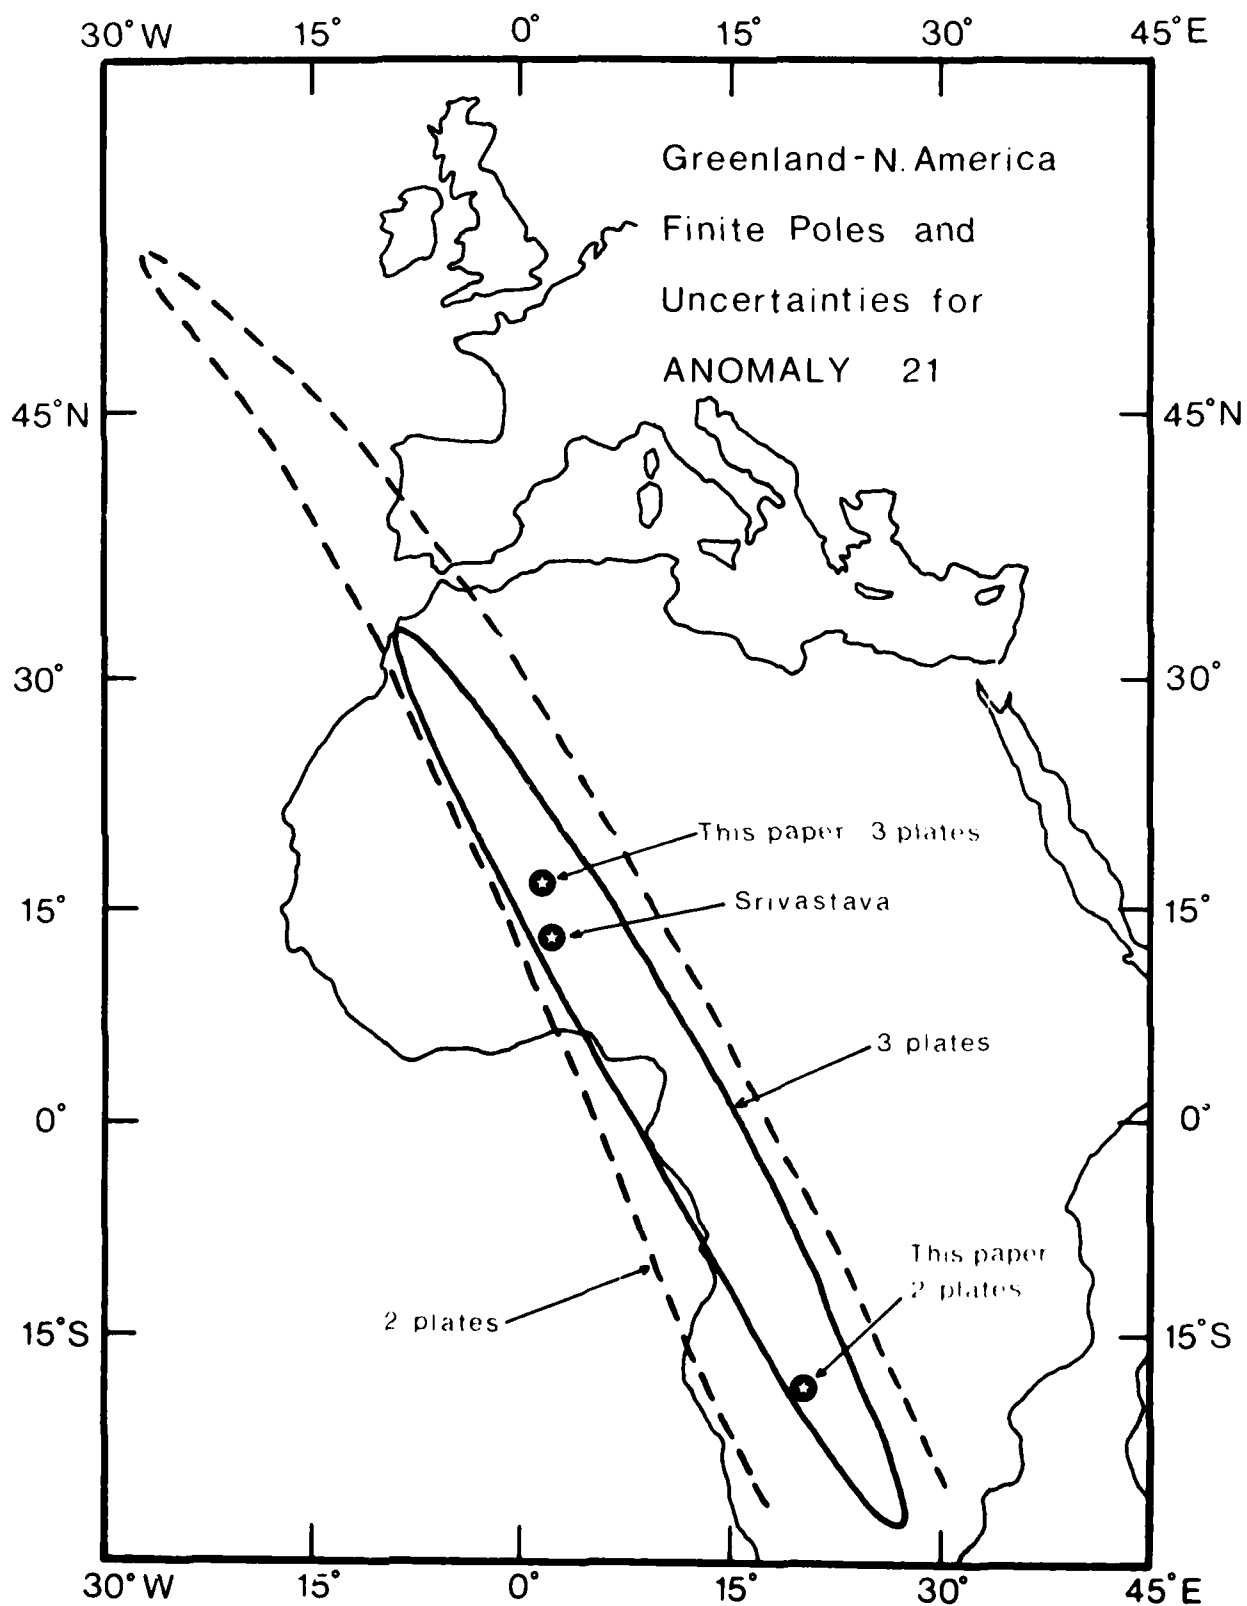 30°W 15° 0° 15° 30° 45°E
Greenland-N. America
Finite Poles and
Uncertainties for
ANOMALY 21
45°N 45°N
30° 30°
This paper 3 plates
15° 15°
Srivastava
3 plates
0° 0°
This paper
2 plates
2 plates
15°S 15°S
30°W 15° 0° 15° 30° 45°E